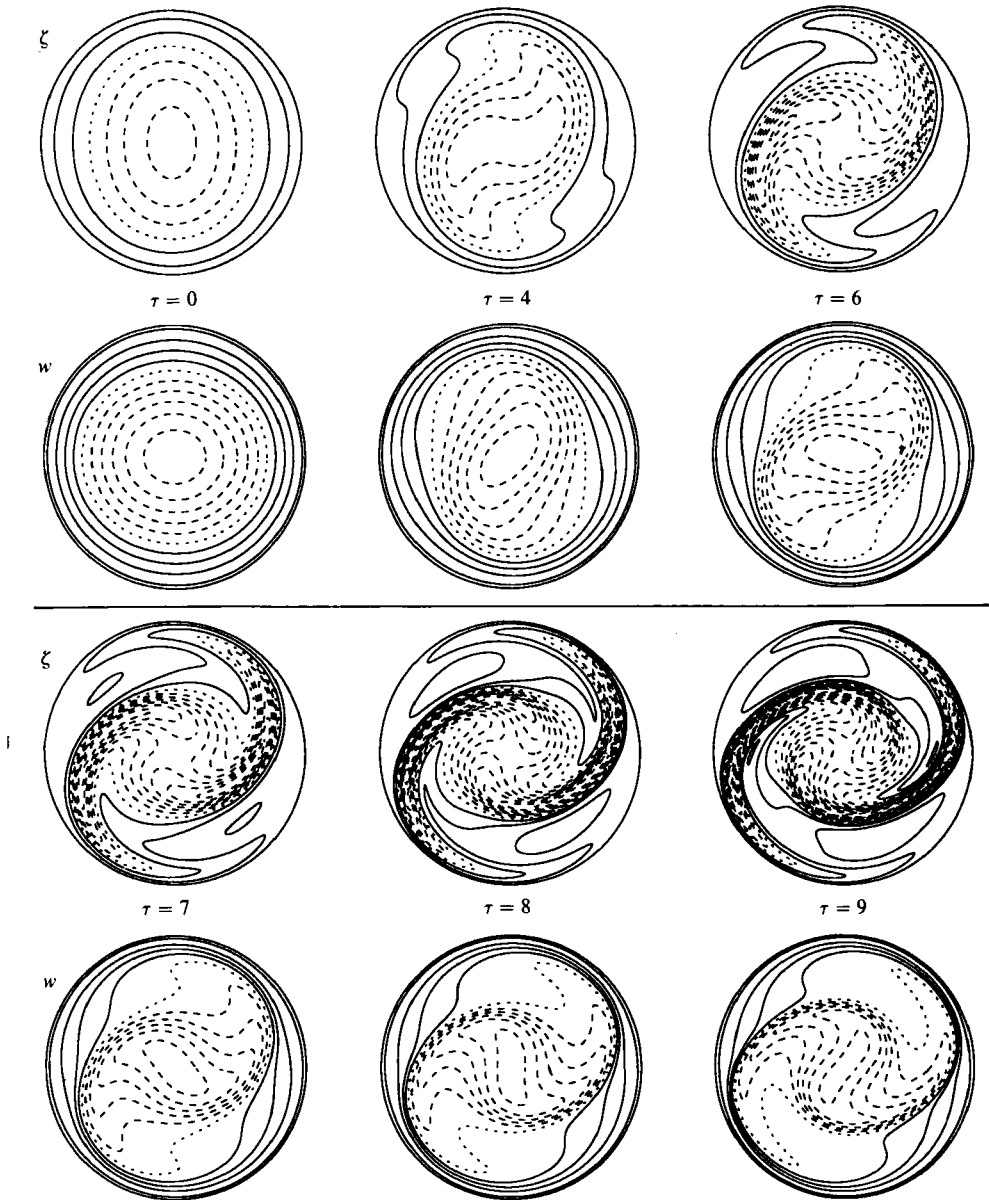 ζ
τ = 0
τ = 4
τ = 6
w
ζ
τ = 7
τ = 8
τ = 9
w